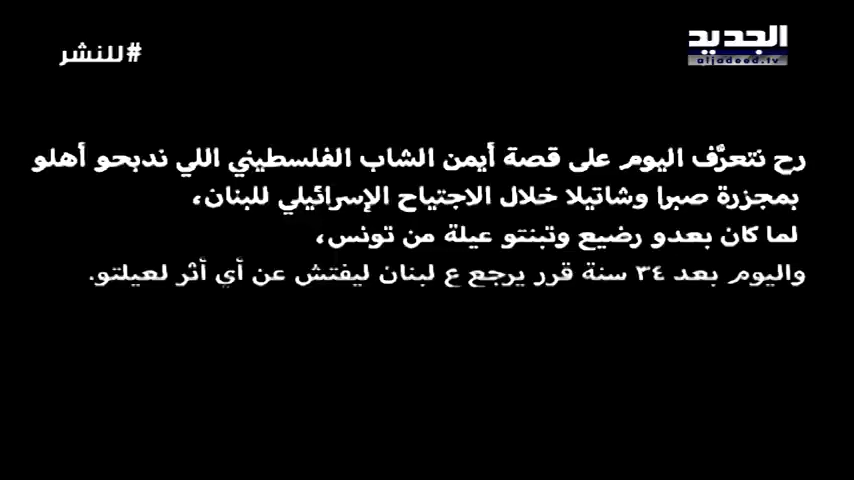 الجديد
aljadeed.tv
#للنشر
رح نتعرَّف اليوم على قصة أيمن الشاب الفلسطيني اللي ندبحو أهلو
بمجزرة صبرا وشاتيلا خلال الاجتياح الإسرائيلي للبنان،
لما كان بعدو رضيع وتبنتو عيلة من تونس،
واليوم بعد ٣٤ سنة قرر يرجع ع لبنان ليفتش عن أي أثر لعيلتو.